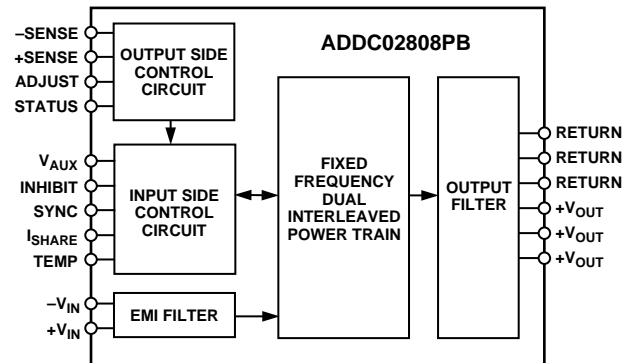 ADDC02808PB
–SENSE
+SENSE
ADJUST
STATUS
OUTPUT SIDE
CONTROL
CIRCUIT
VAUX
INHIBIT
SYNC
ISHARE
TEMP
INPUT SIDE
CONTROL
CIRCUIT
–VIN
+VIN
EMI FILTER
FIXED
FREQUENCY
DUAL
INTERLEAVED
POWER TRAIN
OUTPUT
FILTER
RETURN
RETURN
RETURN
+VOUT
+VOUT
+VOUT